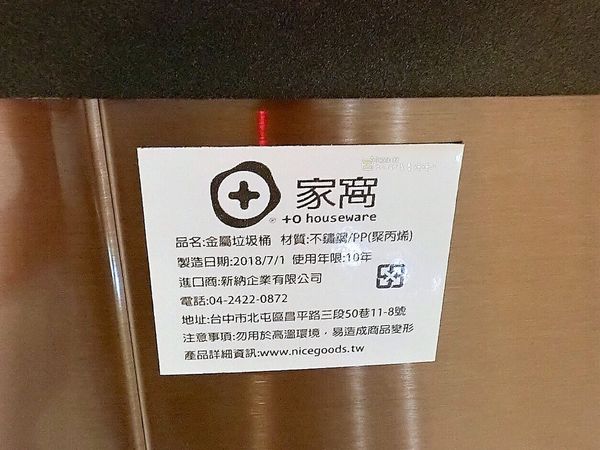 家窩
® +O houseware
品名:金屬垃圾桶 材質:不鏽鋼/PP(聚丙烯)
製造日期:2018/7/1 使用年限:10年
進口商:新納企業有限公司
電話:04-2422-0872
地址:台中市北屯區昌平路三段50巷11-8號
注意事項:勿用於高溫環境，易造成商品變形
產品詳細資訊:www.nicegoods.tw